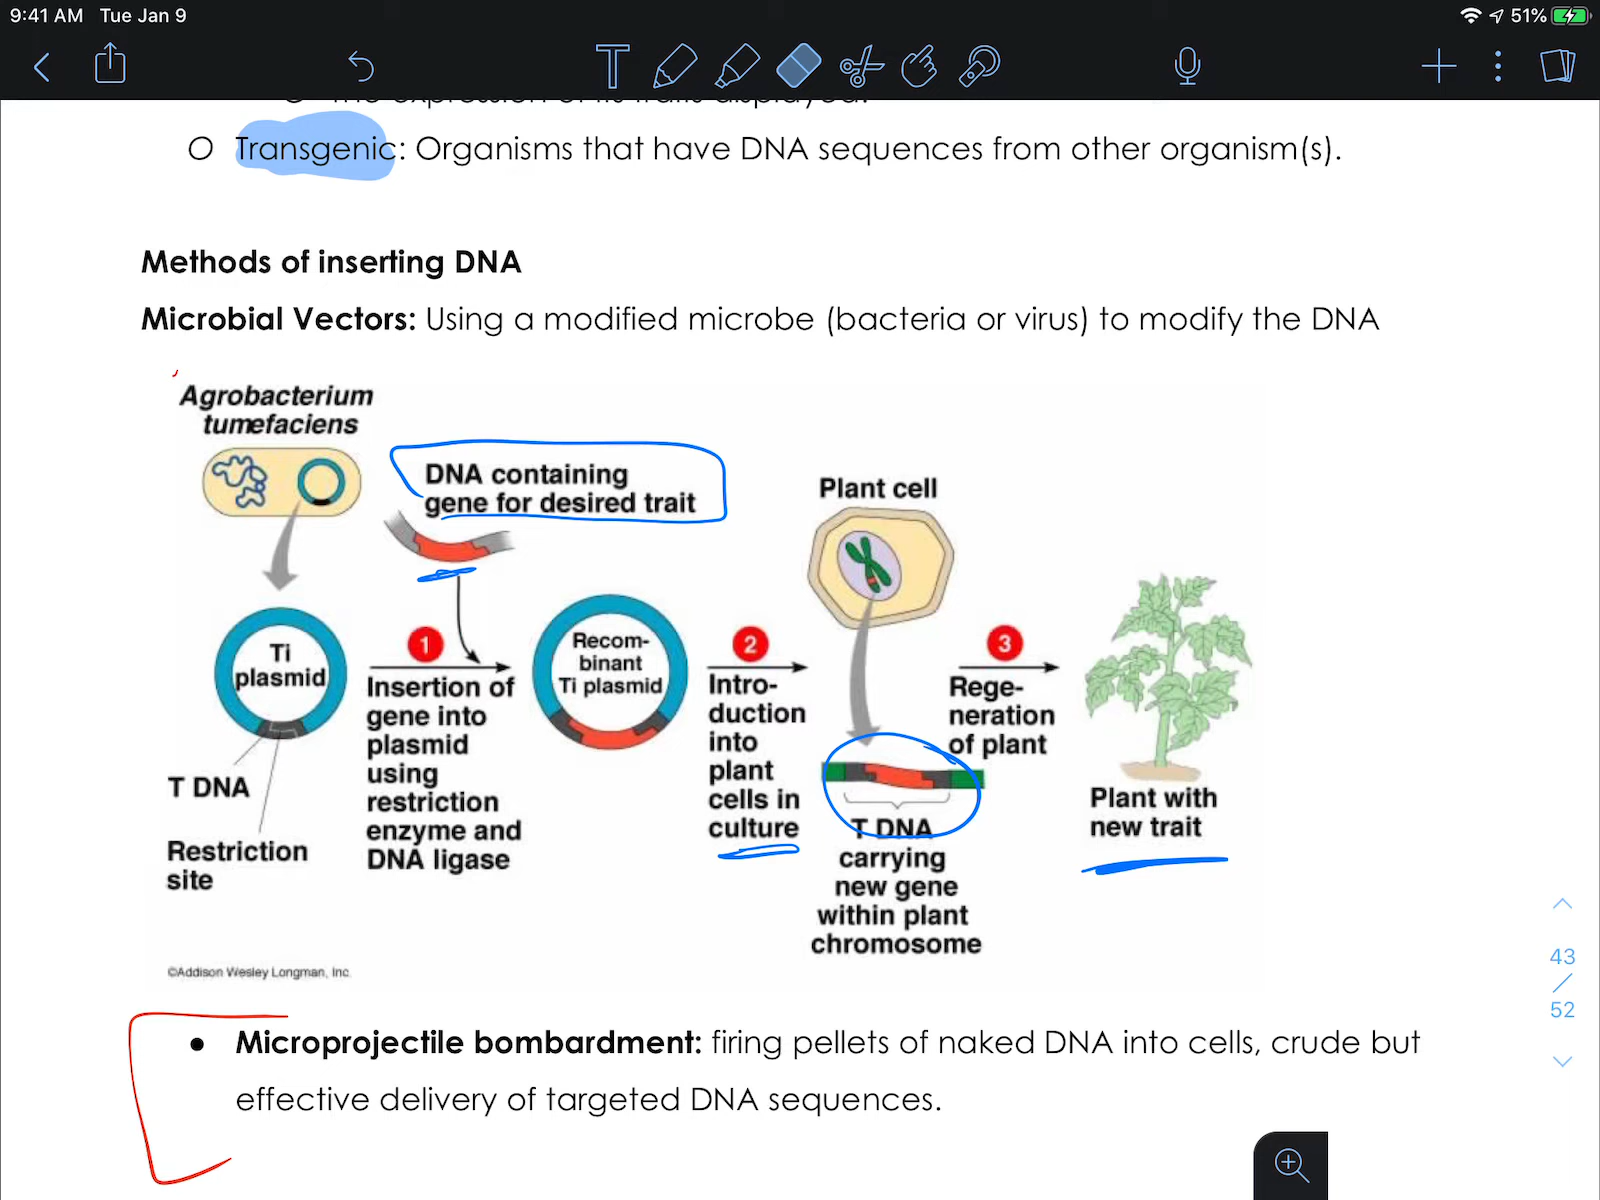 9:41 AM Tue Jan 9
51%
T
O Transgenic: Organisms that have DNA sequences from other organism(s).
Methods of inserting DNA
Microbial Vectors: Using a modified microbe (bacteria or virus) to modify the DNA
Agrobacterium
tumefaciens
DNA containing
gene for desired trait
Plant cell
Ti
plasmid
1
Insertion of
gene into
plasmid
using
restriction
enzyme and
DNA ligase
Recom-
binant
Ti plasmid
2
Intro-
duction
into
plant
cells in
culture
3
Rege-
neration
of plant
T DNA
Restriction
site
T DNA
carrying
new gene
within plant
chromosome
Plant with
new trait
©Addison Wesley Longman, Inc.
43
/
52
● Microprojectile bombardment: firing pellets of naked DNA into cells, crude but
effective delivery of targeted DNA sequences.